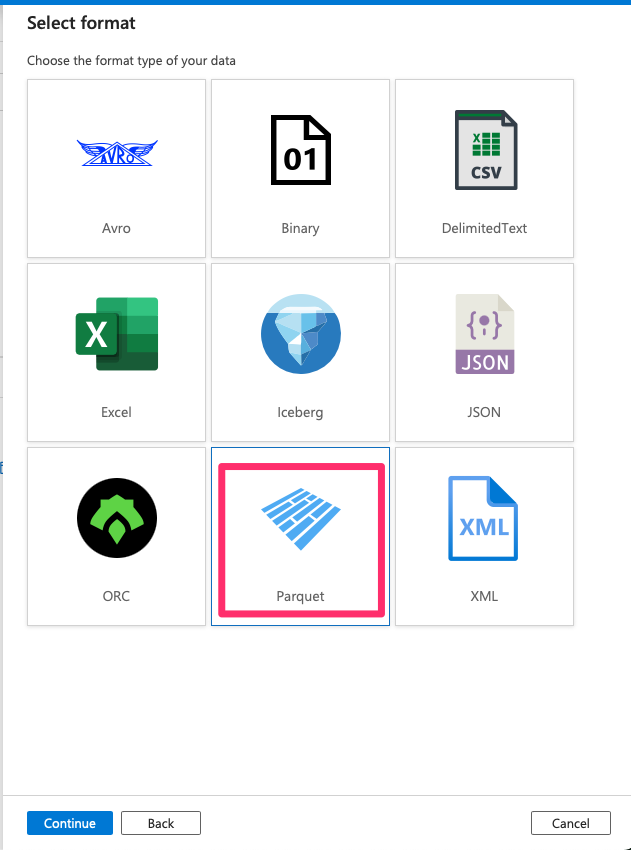 Select format
Choose the format type of your data
AVRO
01
X
CSV
Avro
Binary
DelimitedText
X
{ }
JSON
Excel
Iceberg
JSON
XML
ORC
Parquet
XML
Continue
Back
Cancel